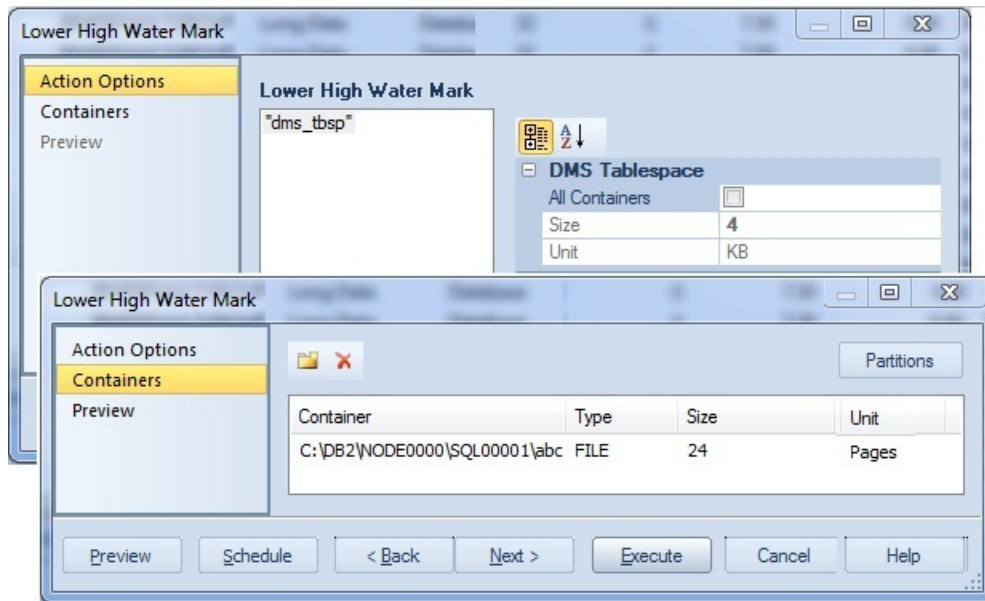 Lower High Water Mark
Action Options
Containers
Preview
Lower High Water Mark
"dms_tbsp"
DMS Tablespace
All Containers
Size 4
Unit KB
Lower High Water Mark
Action Options
Containers
Preview
Partitions
Container Type Size Unit
C:\DB2\NODE0000\SQL00001\abc FILE 24 Pages
Preview Schedule < Back Next > Execute Cancel Help